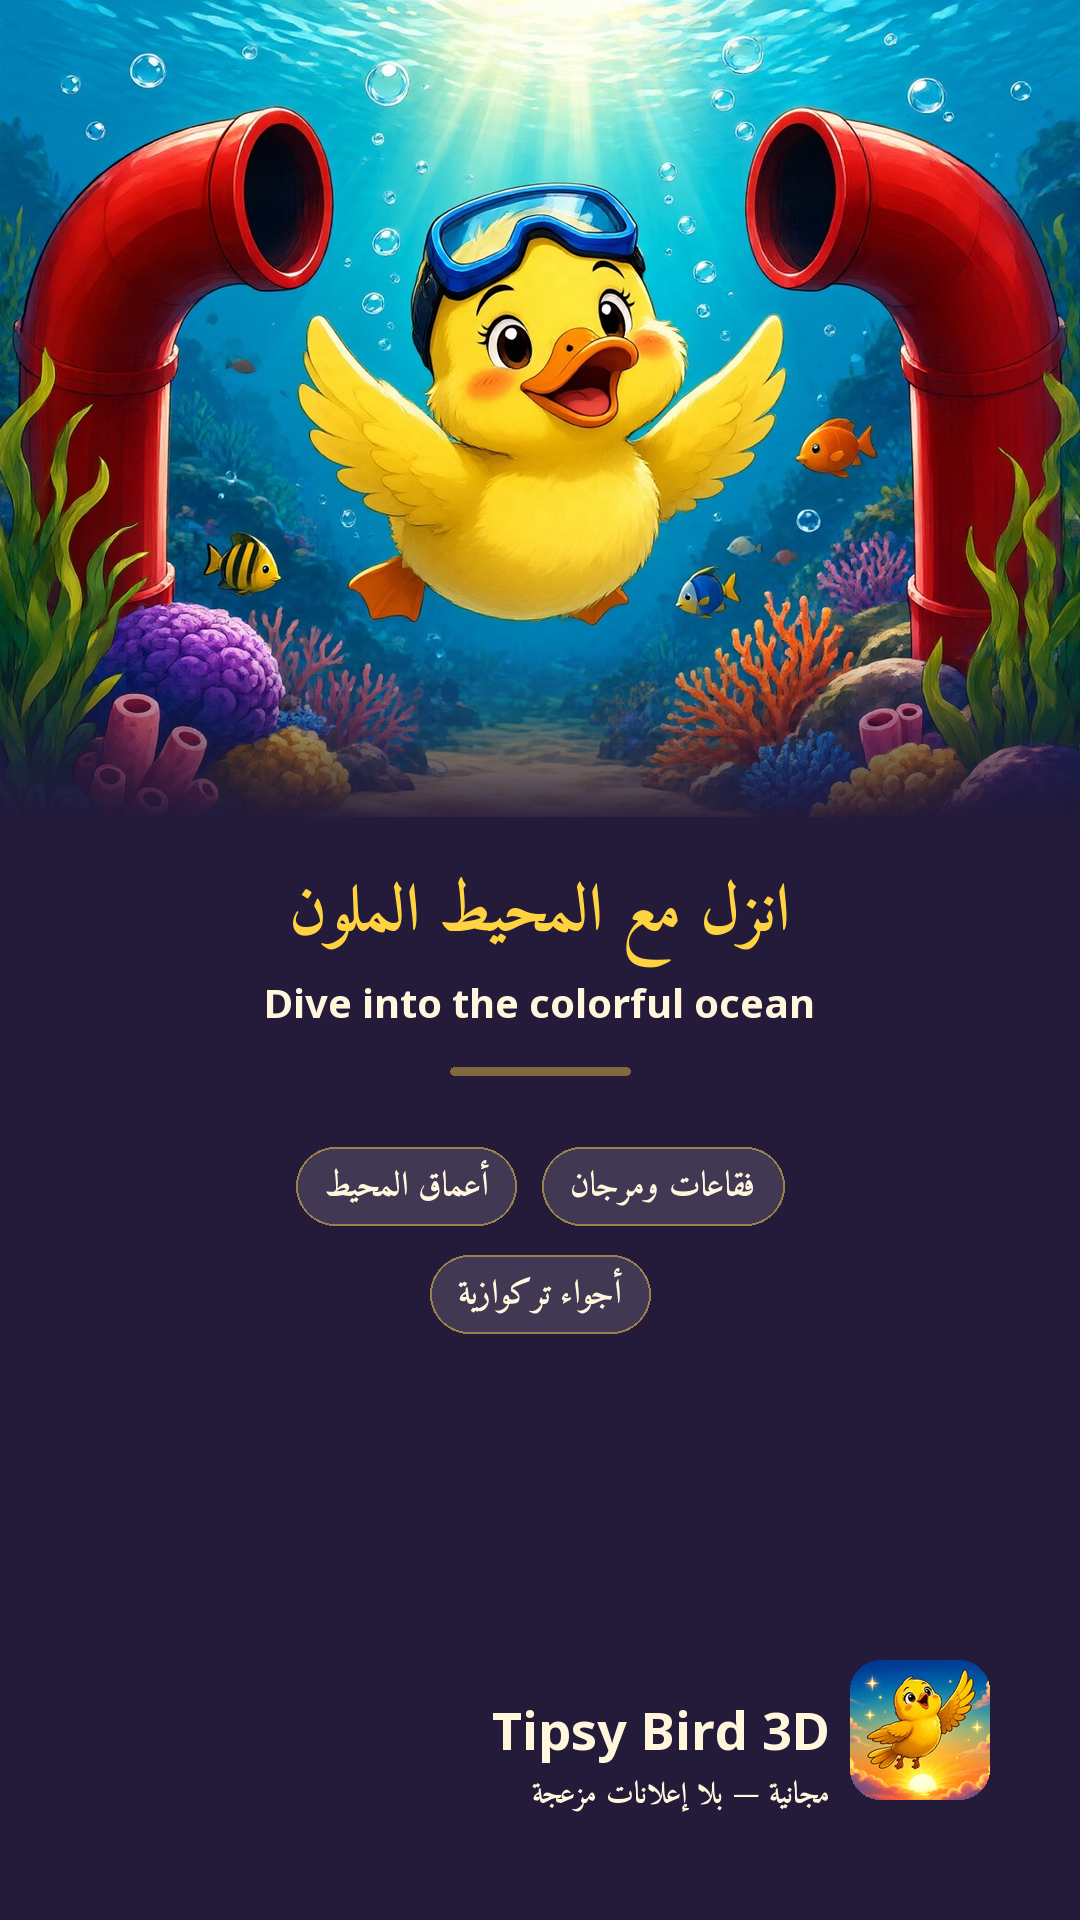 انزل مع المحيط الملون
Dive into the colorful ocean
فقاعات ومرجان
أعماق المحيط
أجواء تركوازية
Tipsy Bird 3D
مجانية — بلا إعلانات مزعجة